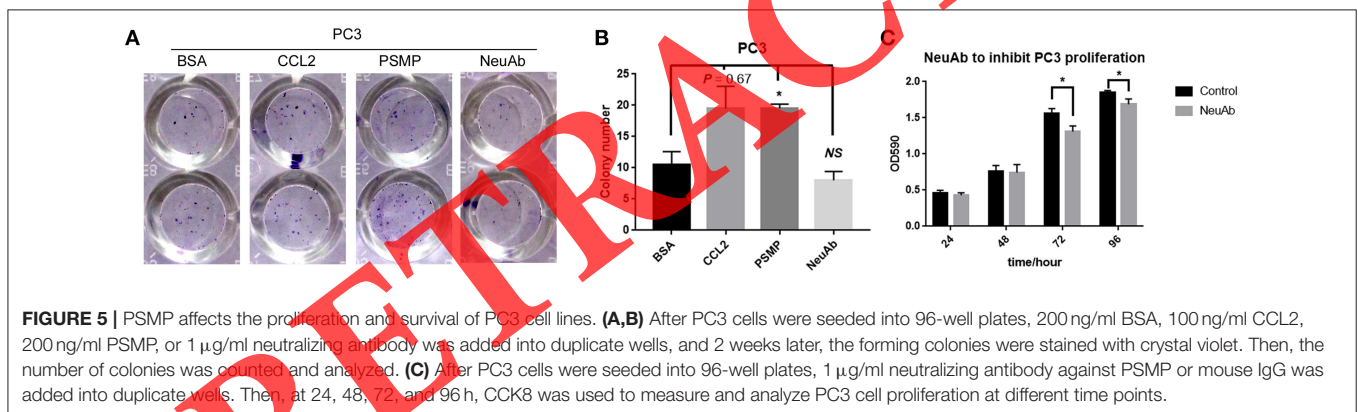 A
PC3
BSA CCL2 PSMP NeuAb
B
PC3
25
20
15
10
5
0
Colony number
P = 0.67
*
NS
BSA CCL2 PSMP NeuAb
C
NeuAb to inhibit PC3 proliferation
2.0
1.5
1.0
0.5
0.0
OD590
* *
24 48 72 96
time/hour
Control
NeuAb
FIGURE 5 | PSMP affects the proliferation and survival of PC3 cell lines. (A,B) After PC3 cells were seeded into 96-well plates, 200 ng/ml BSA, 100 ng/ml CCL2,
200 ng/ml PSMP, or 1 μg/ml neutralizing antibody was added into duplicate wells, and 2 weeks later, the forming colonies were stained with crystal violet. Then, the
number of colonies was counted and analyzed. (C) After PC3 cells were seeded into 96-well plates, 1 μg/ml neutralizing antibody against PSMP or mouse IgG was
added into duplicate wells. Then, at 24, 48, 72, and 96 h, CCK8 was used to measure and analyze PC3 cell proliferation at different time points.